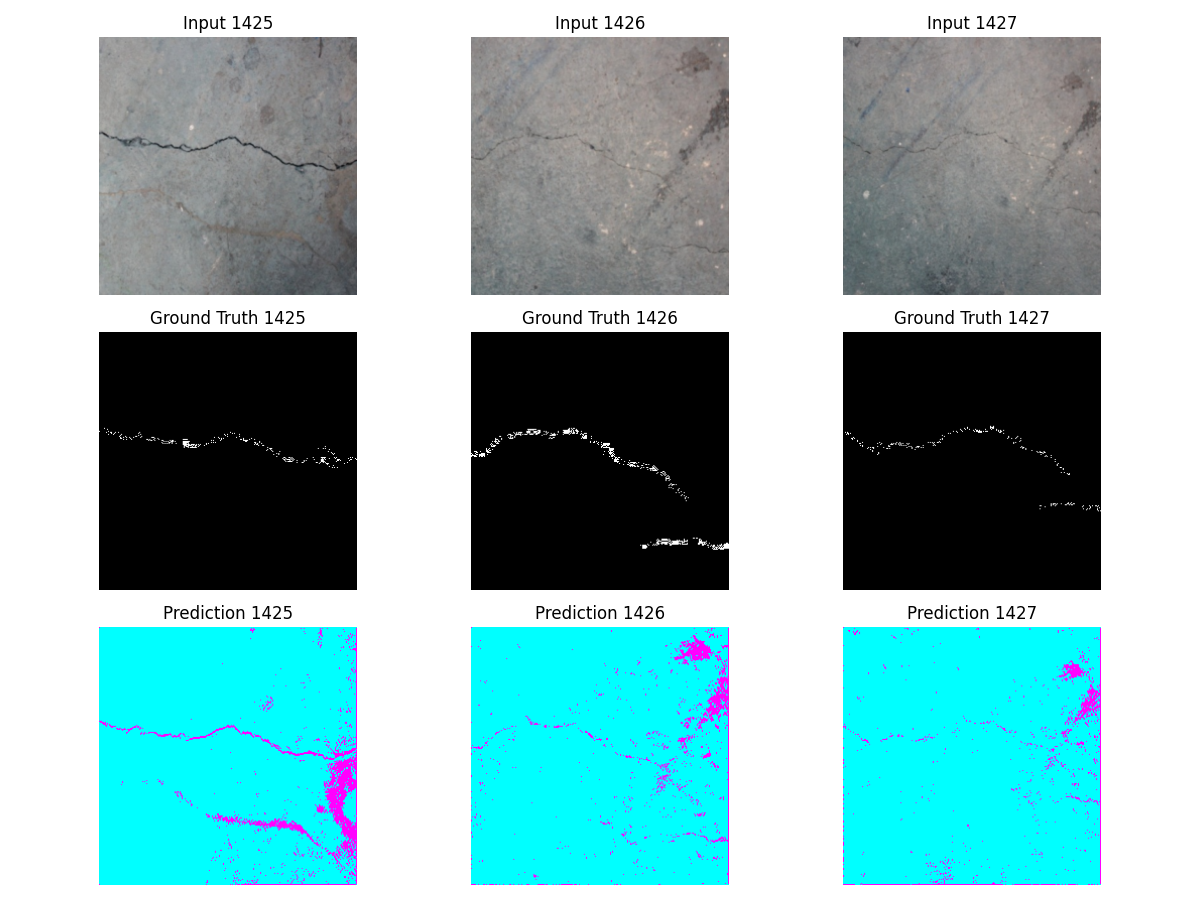 Input 1425
Input 1426
Input 1427
Ground Truth 1425
Ground Truth 1426
Ground Truth 1427
Prediction 1425
Prediction 1426
Prediction 1427